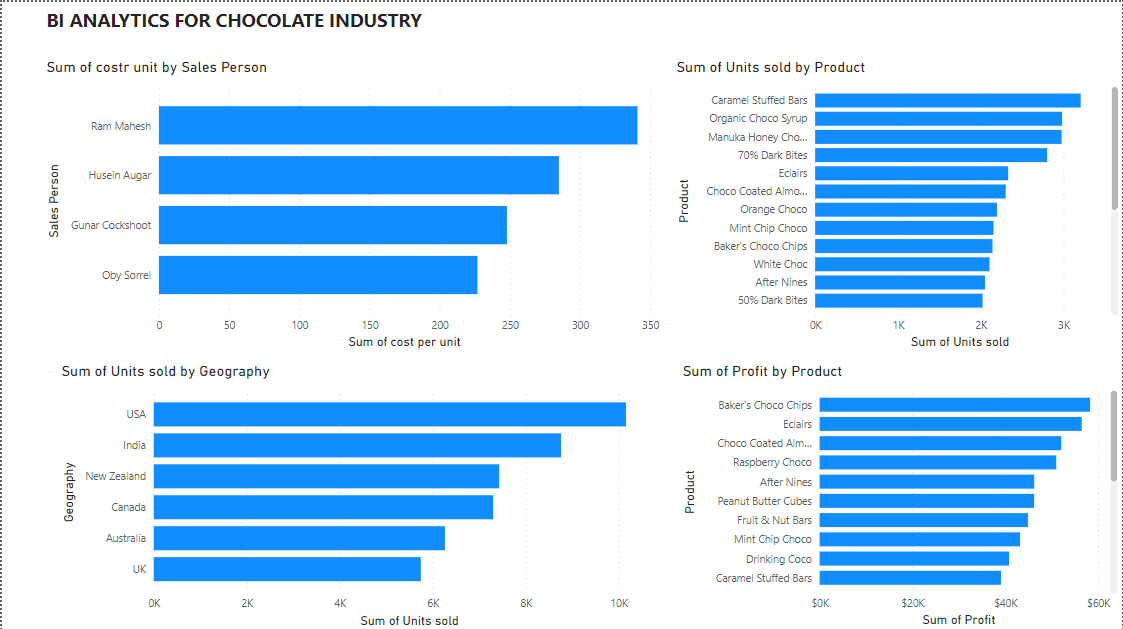 BI ANALYTICS FOR CHOCOLATE INDUSTRY
Sum of costr unit by Sales Person
Sales Person
Ram Mahesh
Husein Augar
Gunar Cockshoot
Oby Sorrel
0 50 100 150 200 250 300 350
Sum of cost per unit
Sum of Units sold by Product
Product
Caramel Stuffed Bars
Organic Choco Syrup
Manuka Honey Cho...
70% Dark Bites
Eclairs
Choco Coated Almo...
Orange Choco
Mint Chip Choco
Baker's Choco Chips
White Choc
After Nines
50% Dark Bites
0K 1K 2K 3K
Sum of Units sold
Sum of Units sold by Geography
Geography
USA
India
New Zealand
Canada
Australia
UK
0K 2K 4K 6K 8K 10K
Sum of Units sold
Sum of Profit by Product
Product
Baker's Choco Chips
Eclairs
Choco Coated Alm...
Raspberry Choco
After Nines
Peanut Butter Cubes
Fruit & Nut Bars
Mint Chip Choco
Drinking Coco
Caramel Stuffed Bars
$0K $20K $40K $60K
Sum of Profit